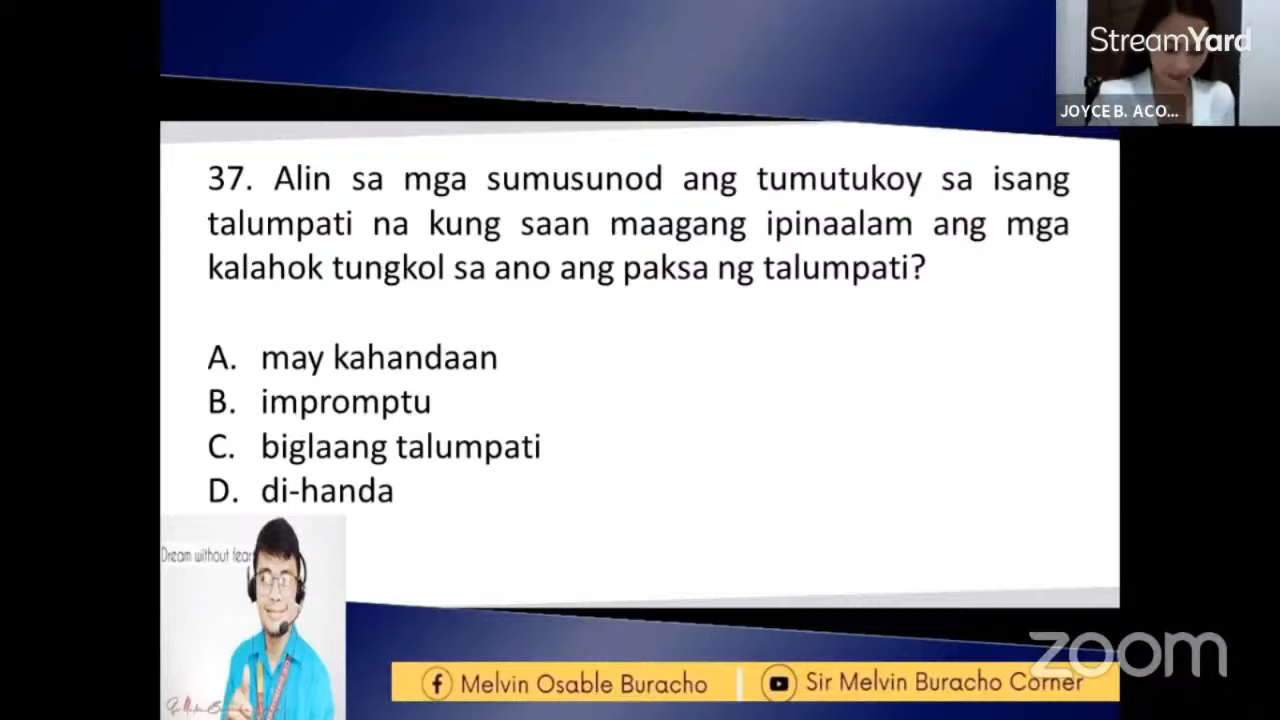 StreamYard
JOYCE B. ACO...
37. Alin sa mga sumusunod ang tumutukoy sa isang
talumpati na kung saan maagang ipinaalam ang mga
kalahok tungkol sa ano ang paksa ng talumpati?
A. may kahandaan
B. impromptu
C. biglaang talumpati
D. di-handa
Dream without fear
zoom
Melvin Osable Buracho
Sir Melvin Buracho Corner